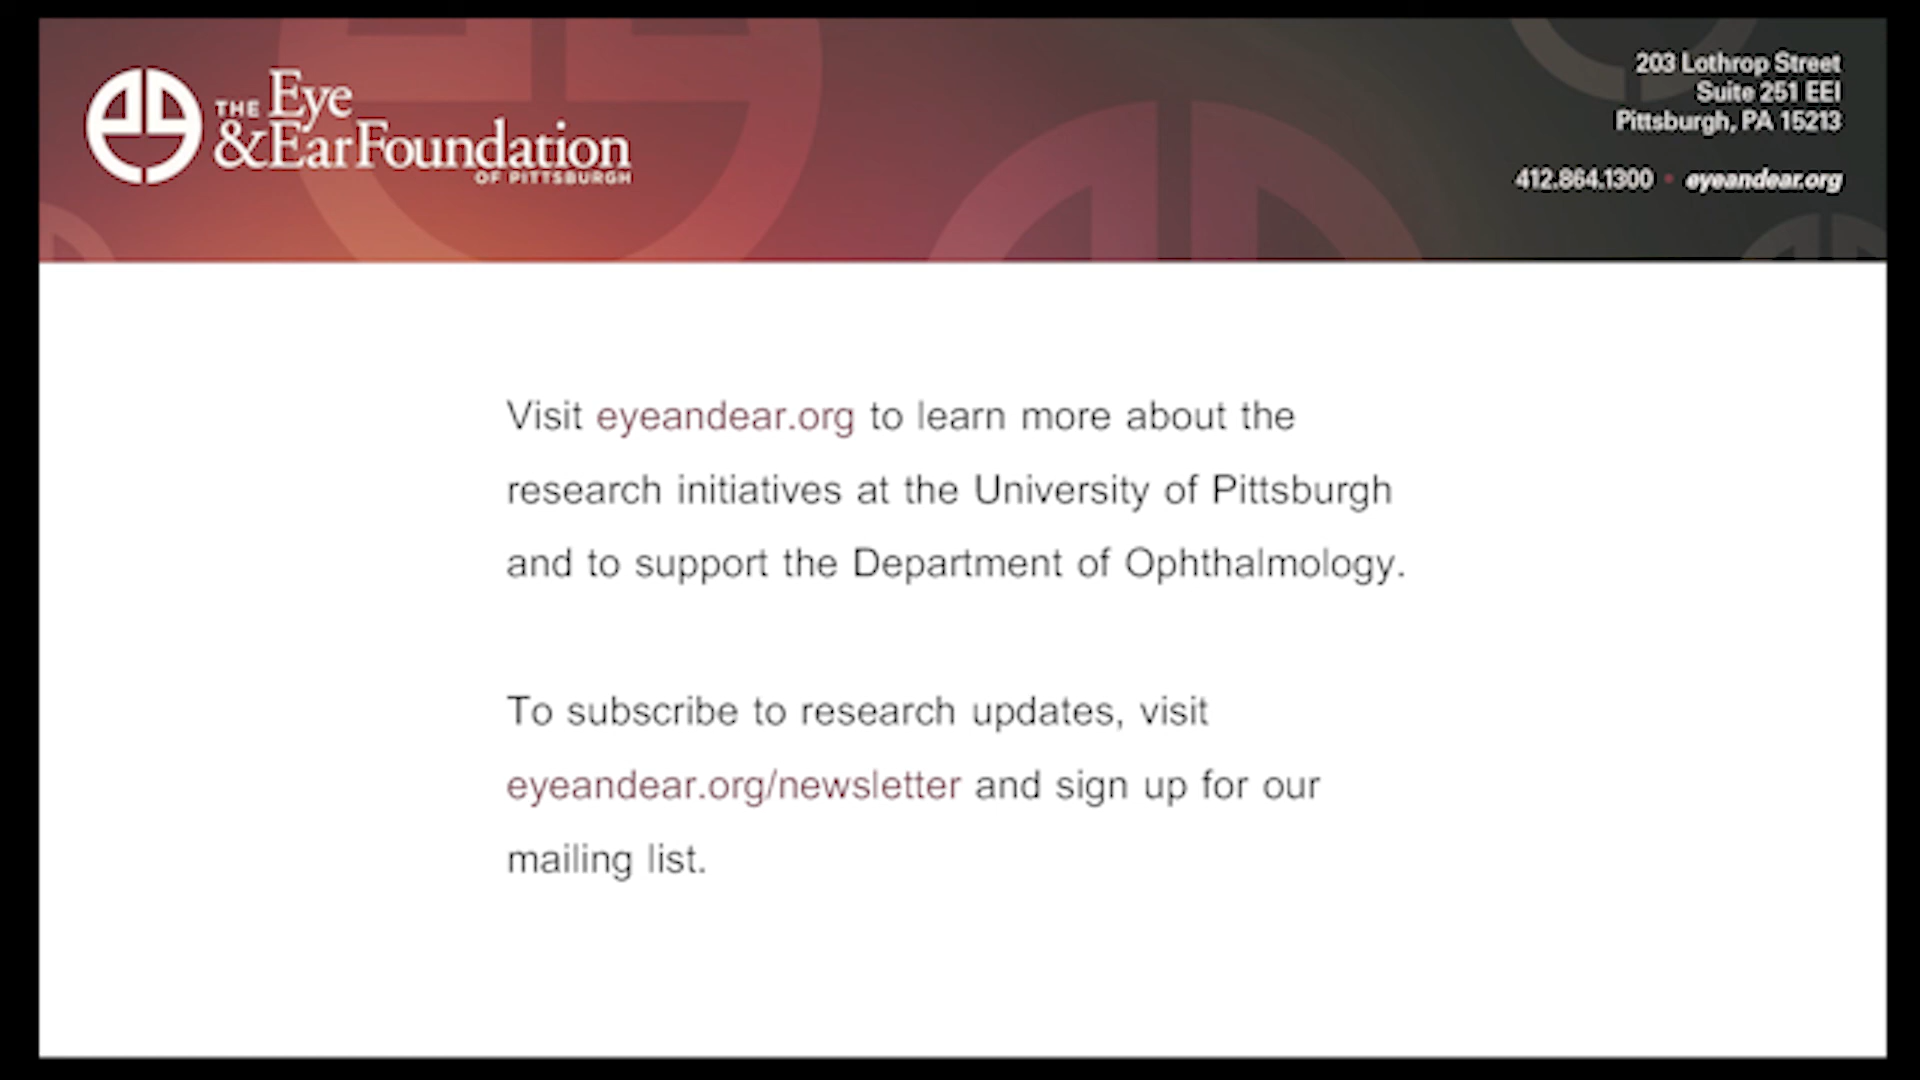 THE Eye
&Ear Foundation
OF PITTSBURGH
203 Lothrop Street
Suite 251 EEI
Pittsburgh, PA 15213
412.864.1300 • eyeandear.org
Visit eyeandear.org to learn more about the
research initiatives at the University of Pittsburgh
and to support the Department of Ophthalmology.
To subscribe to research updates, visit
eyeandear.org/newsletter and sign up for our
mailing list.